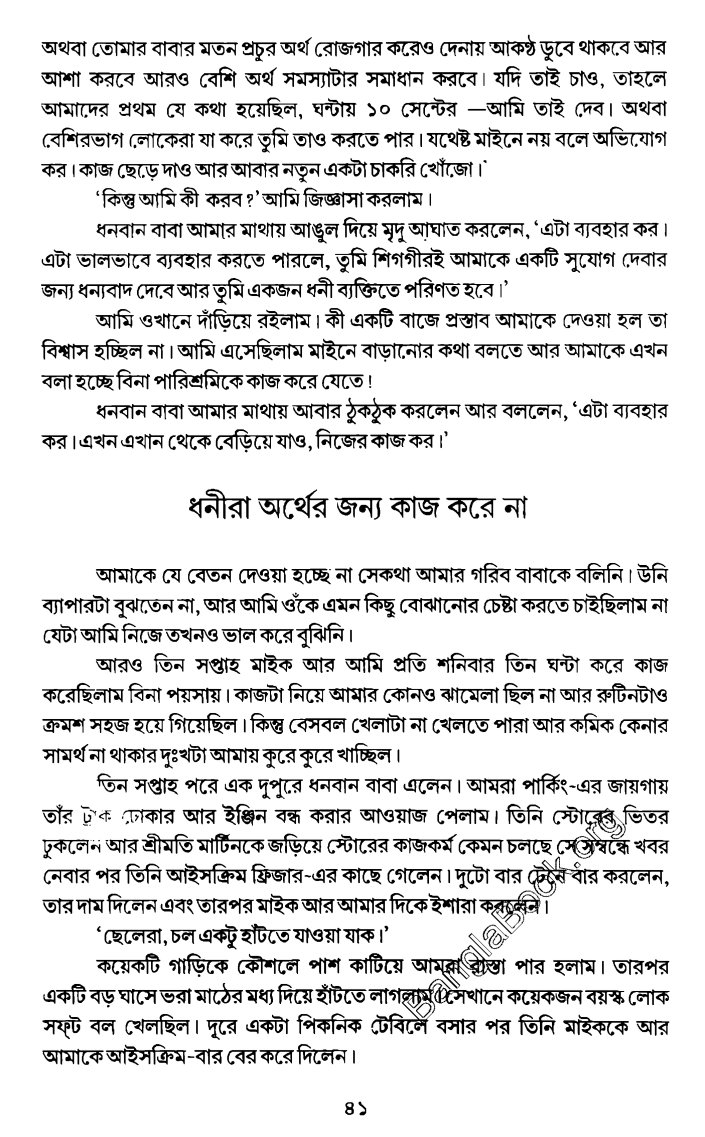 অথবা তোমার বাবার মতন প্রচুর অর্থ রোজগার করেও দেনায় আকণ্ঠ ডুবে থাকবে আর
আশা করবে আরও বেশি অর্থ সমস্যাটার সমাধান করবে। যদি তাই চাও, তাহলে
আমাদের প্রথম যে কথা হয়েছিল, ঘন্টায় ১০ সেন্টের —আমি তাই দেব। অথবা
বেশিরভাগ লোকেরা যা করে তুমি তাও করতে পার। যথেষ্ট মাইনে নয় বলে অভিযোগ
কর। কাজ ছেড়ে দাও আর আবার নতুন একটা চাকরি খোঁজো।'
'কিন্তু আমি কী করব?' আমি জিজ্ঞাসা করলাম।
ধনবান বাবা আমার মাথায় আঙুল দিয়ে মৃদু আঘাত করলেন, 'এটা ব্যবহার কর।
এটা ভালভাবে ব্যবহার করতে পারলে, তুমি শিগগীরই আমাকে একটি সুযোগ দেবার
জন্য ধন্যবাদ দেবে আর তুমি একজন ধনী ব্যক্তিতে পরিণত হবে।'
আমি ওখানে দাঁড়িয়ে রইলাম। কী একটি বাজে প্রস্তাব আমাকে দেওয়া হল তা
বিশ্বাস হচ্ছিল না। আমি এসেছিলাম মাইনে বাড়ানোর কথা বলতে আর আমাকে এখন
বলা হচ্ছে বিনা পারিশ্রমিকে কাজ করে যেতে!
ধনবান বাবা আমার মাথায় আবার ঠুকঠুক করলেন আর বললেন, 'এটা ব্যবহার
কর। এখন এখান থেকে বেড়িয়ে যাও, নিজের কাজ কর।'
ধনীরা অর্থের জন্য কাজ করে না
আমাকে যে বেতন দেওয়া হচ্ছে না সেকথা আমার গরিব বাবাকে বলিনি। উনি
ব্যাপারটা বুঝতেন না, আর আমি ওঁকে এমন কিছু বোঝানোর চেষ্টা করতে চাইছিলাম না
যেটা আমি নিজে তখনও ভাল করে বুঝিনি।
আরও তিন সপ্তাহ মাইক আর আমি প্রতি শনিবার তিন ঘন্টা করে কাজ
করেছিলাম বিনা পয়সায়। কাজটা নিয়ে আমার কোনও ঝামেলা ছিল না আর রুটিনটাও
ক্রমশ সহজ হয়ে গিয়েছিল। কিন্তু বেসবল খেলাটা না খেলতে পারা আর কমিক কেনার
সামর্থ না থাকার দুঃখটা আমায় কুরে কুরে খাচ্ছিল।
তিন সপ্তাহ পরে এক দুপুরে ধনবান বাবা এলেন। আমরা পার্কিং-এর জায়গায়
তাঁর ট্রাক ঢোকার আর ইঞ্জিন বন্ধ করার আওয়াজ পেলাম। তিনি স্টোরের ভিতর
ঢুকলেন আর শ্রীমতি মার্টিনকে জড়িয়ে স্টোরের কাজকর্ম কেমন চলছে সে সম্বন্ধে খবর
নেবার পর তিনি আইসক্রিম ফ্রিজার-এর কাছে গেলেন। দুটো বার টেনে বার করলেন,
তার দাম দিলেন এবং তারপর মাইক আর আমার দিকে ইশারা করলেন।
'ছেলেরা, চল একটু হাঁটতে যাওয়া যাক।'
কয়েকটি গাড়িকে কৌশলে পাশ কাটিয়ে আমরা রাস্তা পার হলাম। তারপর
একটি বড় ঘাসে ভরা মাঠের মধ্য দিয়ে হাঁটতে লাগলাম। সেখানে কয়েকজন বয়স্ক লোক
সফ্‌ট বল খেলছিল। দূরে একটা পিকনিক টেবিলে বসার পর তিনি মাইককে আর
আমাকে আইসক্রিম-বার বের করে দিলেন।
BanglaBook.org
৪১